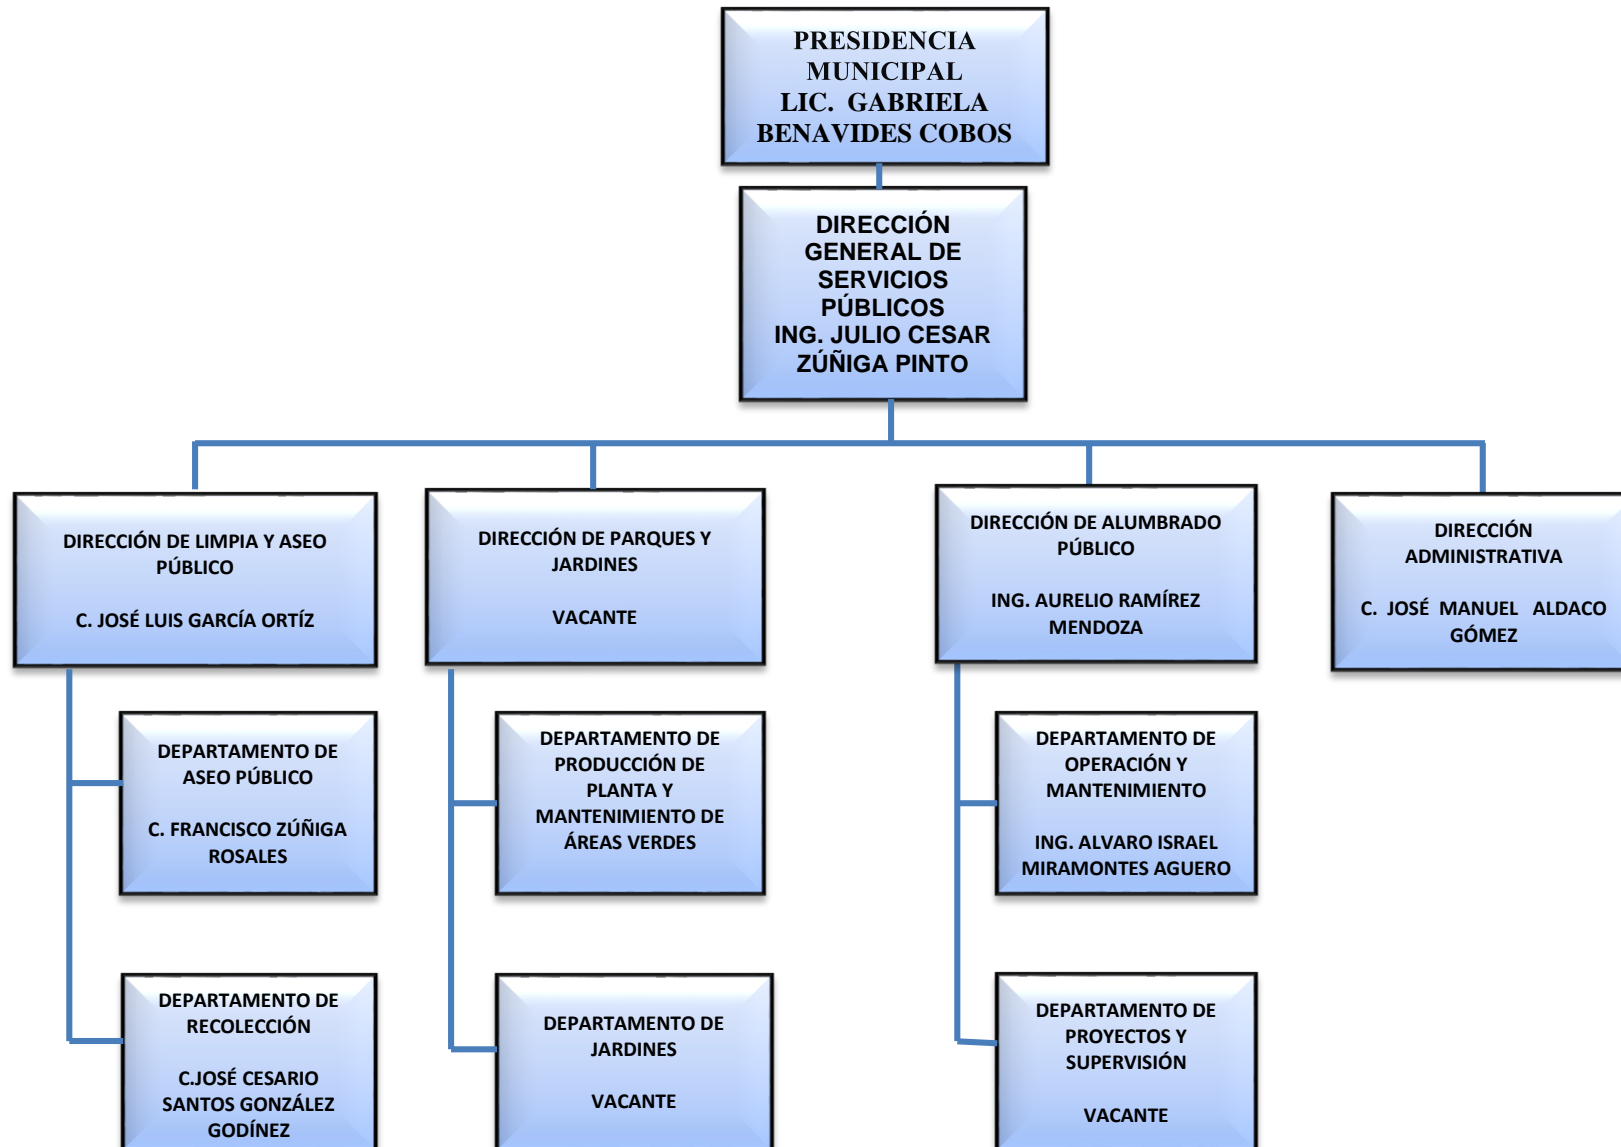 PRESIDENCIA
MUNICIPAL
LIC. GABRIELA
BENAVIDES COBOS
DIRECCIÓN
GENERAL DE
SERVICIOS
PÚBLICOS
ING. JULIO CESAR
ZÚÑIGA PINTO
DIRECCIÓN DE LIMPIA Y ASEO
PÚBLICO
C. JOSÉ LUIS GARCÍA ORTÍZ
DIRECCIÓN DE PARQUES Y
JARDINES
VACANTE
DIRECCIÓN DE ALUMBRADO
PÚBLICO
ING. AURELIO RAMÍREZ
MENDOZA
DIRECCIÓN
ADMINISTRATIVA
C. JOSÉ MANUEL ALDACO
GÓMEZ
DEPARTAMENTO DE
ASEO PÚBLICO
C. FRANCISCO ZÚÑIGA
ROSALES
DEPARTAMENTO DE
PRODUCCIÓN DE
PLANTA Y
MANTENIMIENTO DE
ÁREAS VERDES
DEPARTAMENTO DE
OPERACIÓN Y
MANTENIMIENTO
ING. ALVARO ISRAEL
MIRAMONTES AGUERO
DEPARTAMENTO DE
RECOLECCIÓN
C.JOSÉ CESARIO
SANTOS GONZÁLEZ
GODÍNEZ
DEPARTAMENTO DE
JARDINES
VACANTE
DEPARTAMENTO DE
PROYECTOS Y
SUPERVISIÓN
VACANTE